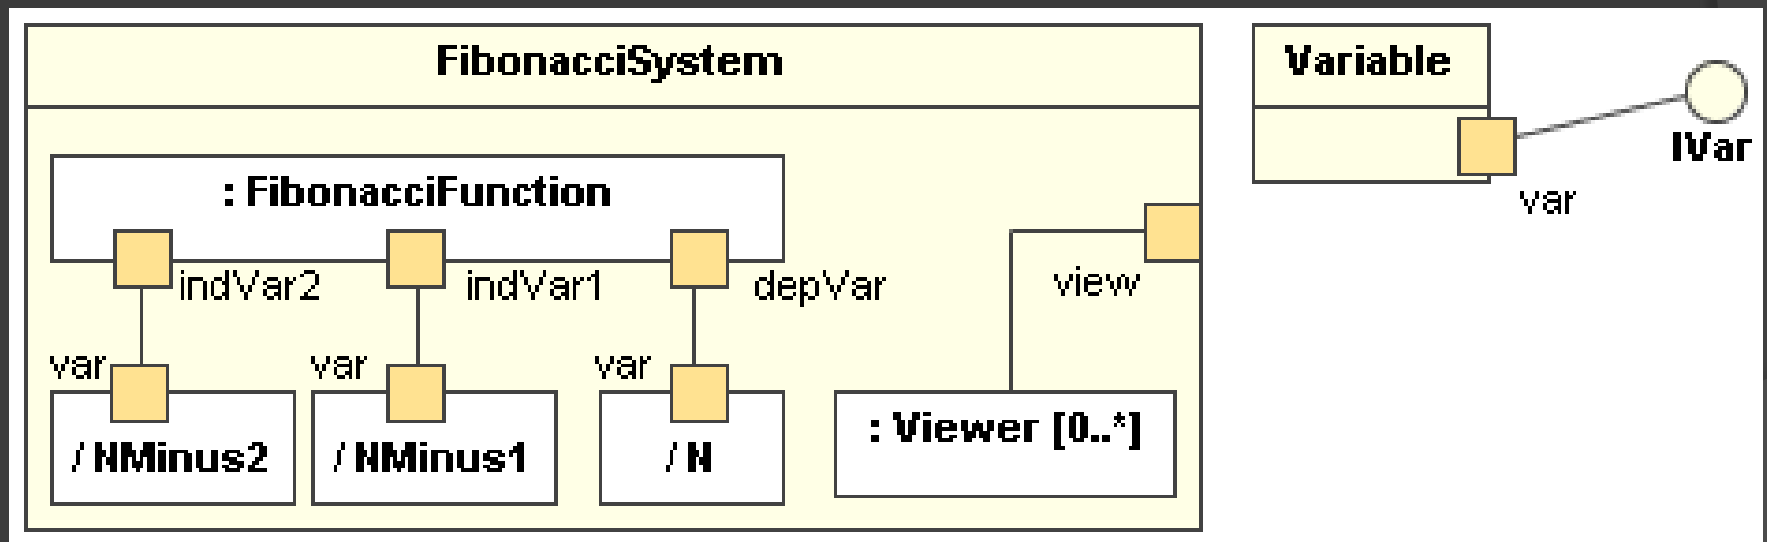 FibonacciSystem
: FibonacciFunction
indVar2
indVar1
depVar
view
var
var
var
/ NMinus2
/ NMinus1
/ N
: Viewer [0..*]
Variable
IVar
var